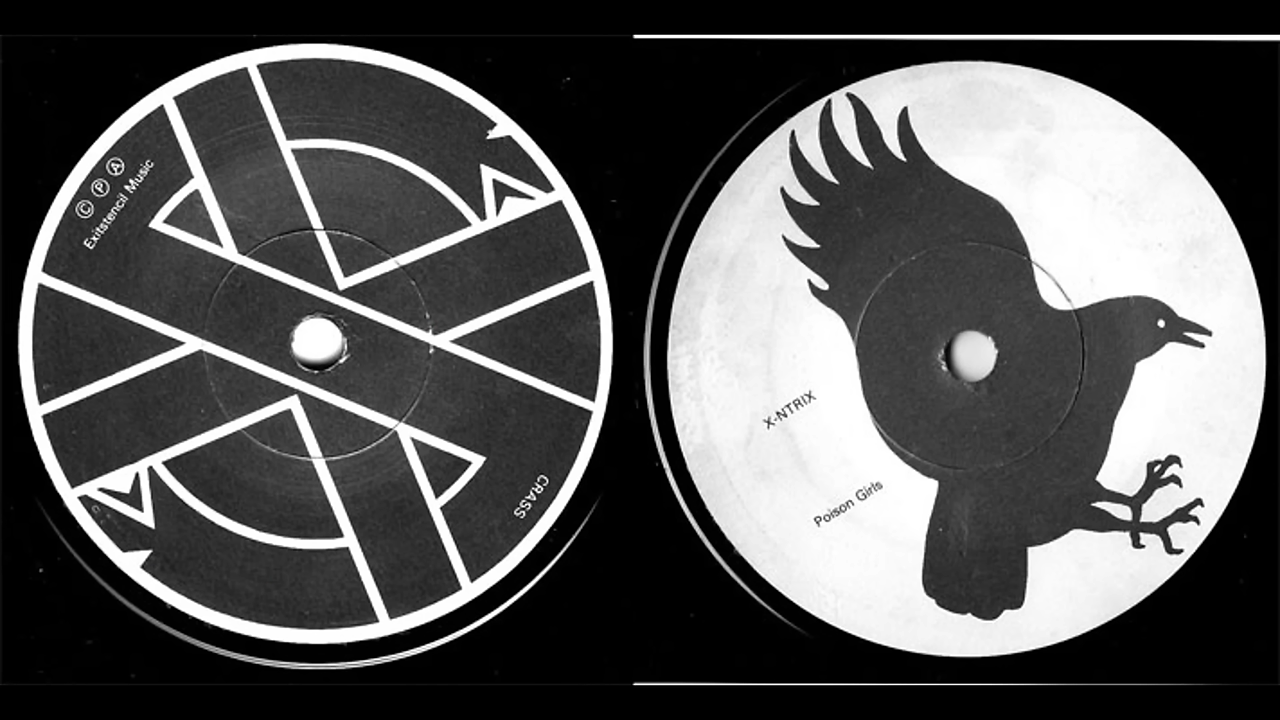 Ⓒ Ⓟ Ⓐ
Exitstencil Music
CRASS
X-NTRIX
Poison Girls